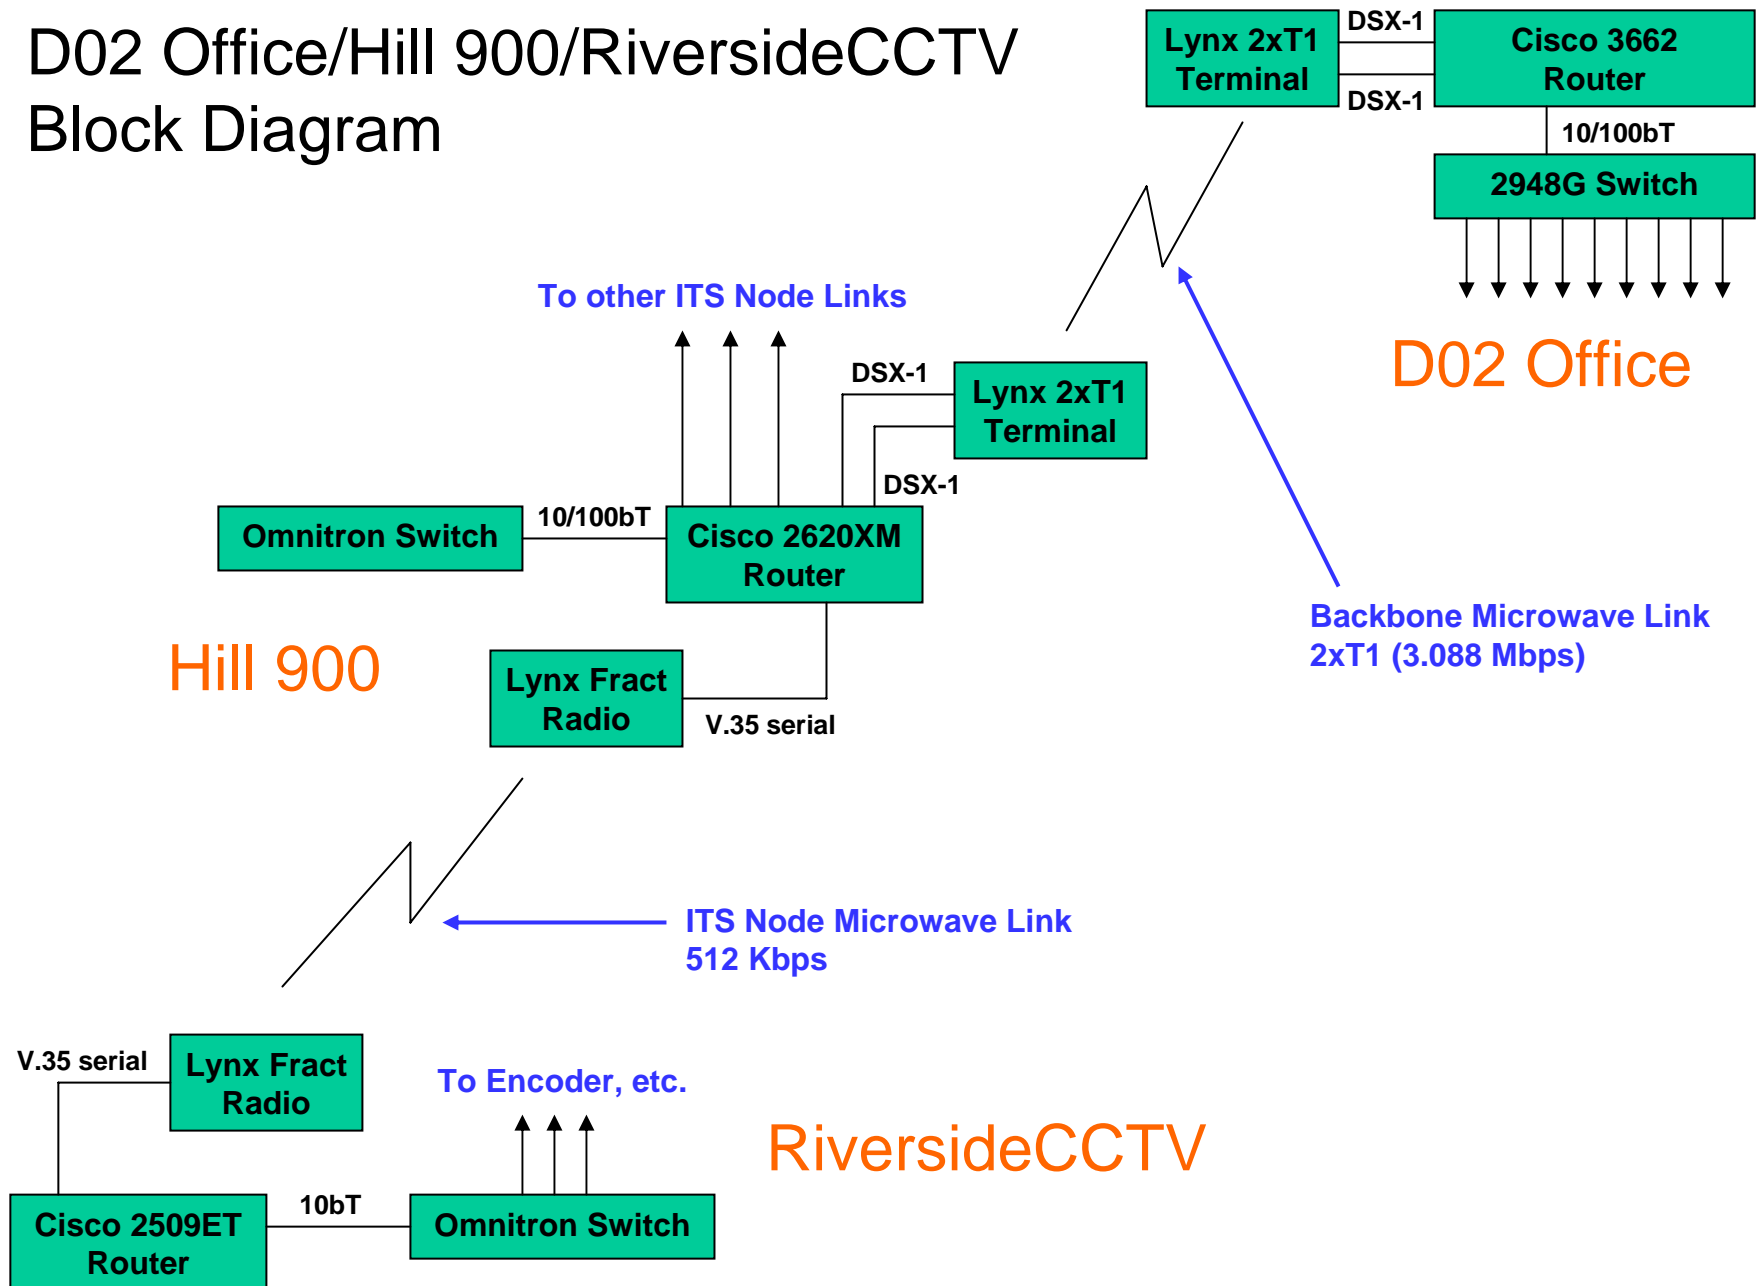 D02 Office/Hill 900/RiversideCCTV
Block Diagram
Lynx 2xT1
Terminal
DSX-1
DSX-1
Cisco 3662
Router
10/100bT
2948G Switch
D02 Office
To other ITS Node Links
DSX-1
DSX-1
Lynx 2xT1
Terminal
Omnitron Switch
10/100bT
Cisco 2620XM
Router
Backbone Microwave Link
2xT1 (3.088 Mbps)
Hill 900
Lynx Fract
Radio
V.35 serial
ITS Node Microwave Link
512 Kbps
V.35 serial
Lynx Fract
Radio
To Encoder, etc.
RiversideCCTV
Cisco 2509ET
Router
10bT
Omnitron Switch